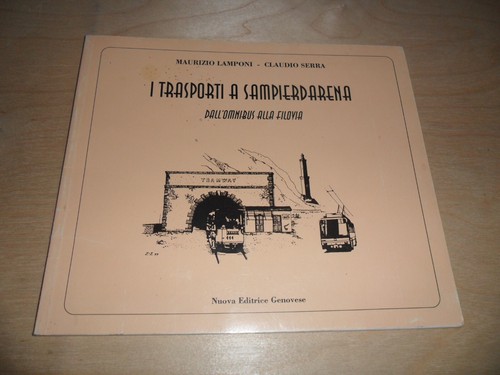 MAURIZIO LAMPONI - CLAUDIO SERRA
I TRASPORTI A SAMPIERDARENA
DALL'OMNIBUS ALLA FILOVIA
TRAMWAY
Nuova Editrice Genovese